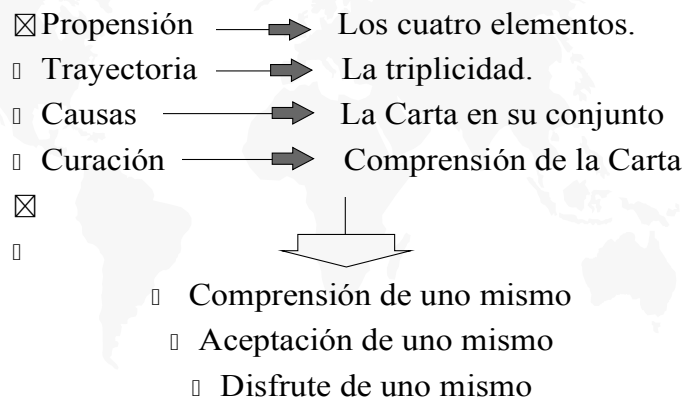 Propensión Los cuatro elementos.
Trayectoria La triplicidad.
Causas La Carta en su conjunto
Curación Comprensión de la Carta
Comprensión de uno mismo
Aceptación de uno mismo
Disfrute de uno mismo